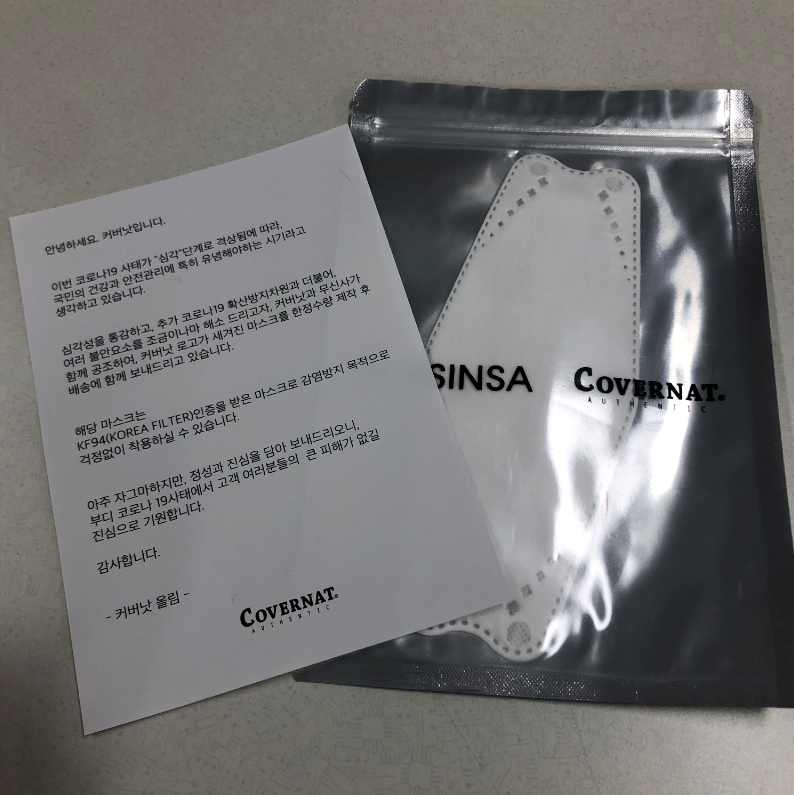 안녕하세요. 커버낫입니다.
이번 코로나19 사태가 "심각"단계로 격상됨에 따라,
국민의 건강과 안전관리에 특히 유념해야하는 시기라고
생각하고 있습니다.
심각성을 통감하고, 추가 코로나19 확산방지차원과 더불어,
여러 불안요소를 조금이나마 해소 드리고자, 커버낫과 무신사가
함께 공조하여, 커버낫 로고가 새겨진 마스크를 한정수량 제작 후
배송에 함께 보내드리고 있습니다.
해당 마스크는
KF94(KOREA FILTER)인증을 받은 마스크로 감염방지 목적으로
걱정없이 착용하실 수 있습니다.
아주 자그마하지만, 정성과 진심을 담아 보내드리오니,
부디 코로나 19사태에서 고객 여러분들의 큰 피해가 없길
진심으로 기원합니다.
감사합니다.
- 커버낫 올림 -
COVERNAT.
AUTHENTIC
SINSA
COVERNAT.
AUTHENTIC